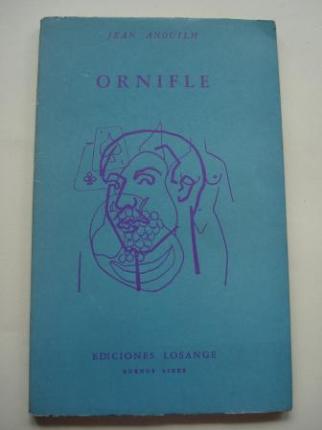 JEAN ANOUILH
ORNIFLE
EDICIONES LOSANGE
BUENOS AIRES